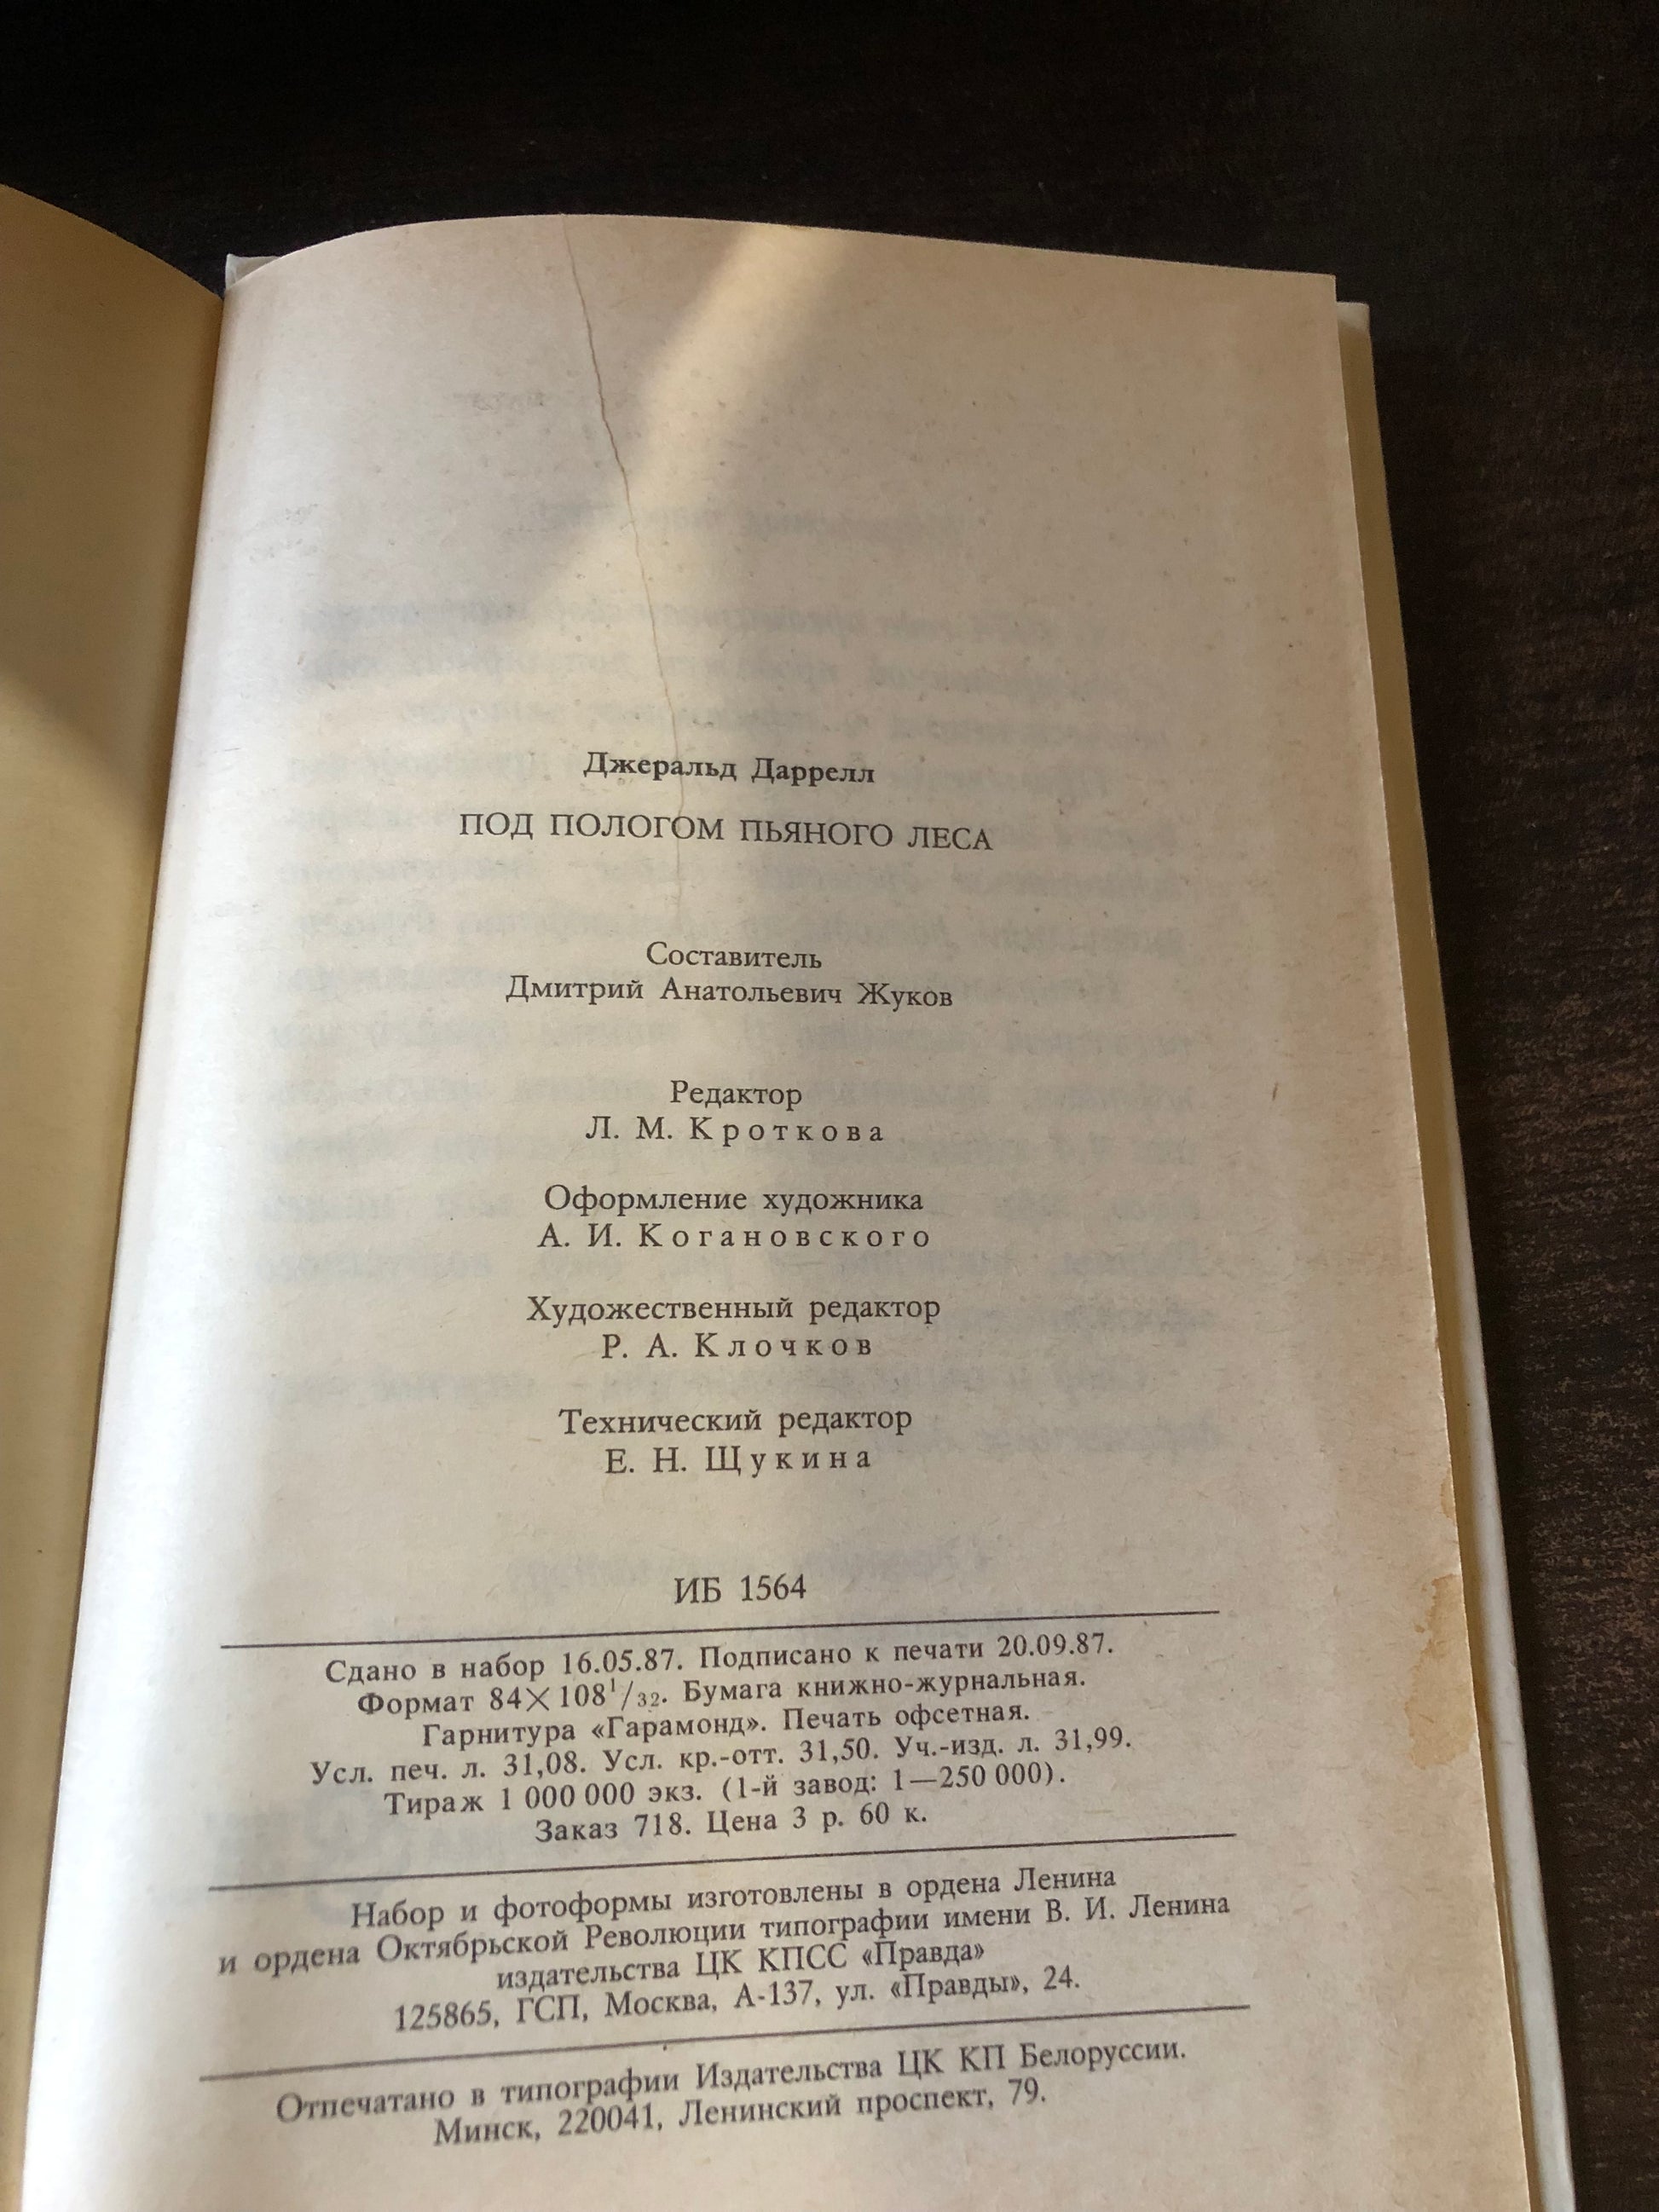 Джеральд Даррелл
ПОД ПОЛОГОМ ПЬЯНОГО ЛЕСА
Составитель
Дмитрий Анатольевич Жуков
Редактор
Л. М. Кроткова
Оформление художника
А. И. Когановского
Художественный редактор
Р. А. Клочков
Технический редактор
Е. Н. Щукина
ИБ 1564
Сдано в набор 16.05.87. Подписано к печати 20.09.87.
Формат 84×108¹/₃₂. Бумага книжно-журнальная.
Гарнитура «Гарамонд». Печать офсетная.
Усл. печ. л. 31,08. Усл. кр.-отт. 31,50. Уч.-изд. л. 31,99.
Тираж 1 000 000 экз. (1-й завод: 1—250 000).
Заказ 718. Цена 3 р. 60 к.
Набор и фотоформы изготовлены в ордена Ленина
и ордена Октябрьской Революции типографии имени В. И. Ленина
издательства ЦК КПСС «Правда»
125865, ГСП, Москва, А-137, ул. «Правды», 24.
Отпечатано в типографии Издательства ЦК КП Белоруссии.
Минск, 220041, Ленинский проспект, 79.